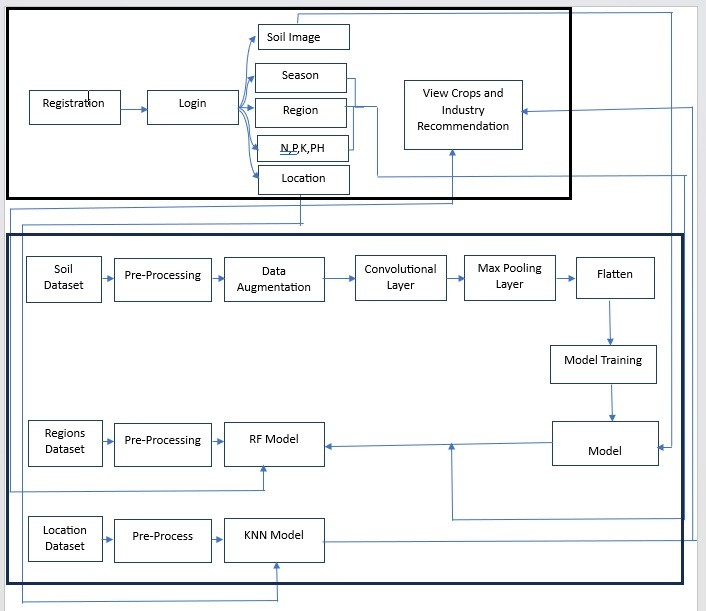 Soil Image
Season
Registration
Login
Region
View Crops and
Industry
Recommendation
N,P,K,PH
Location
Soil
Dataset
Pre-Processing
Data
Augmentation
Convolutional
Layer
Max Pooling
Layer
Flatten
Model Training
Regions
Dataset
Pre-Processing
RF Model
Model
Location
Dataset
Pre-Process
KNN Model